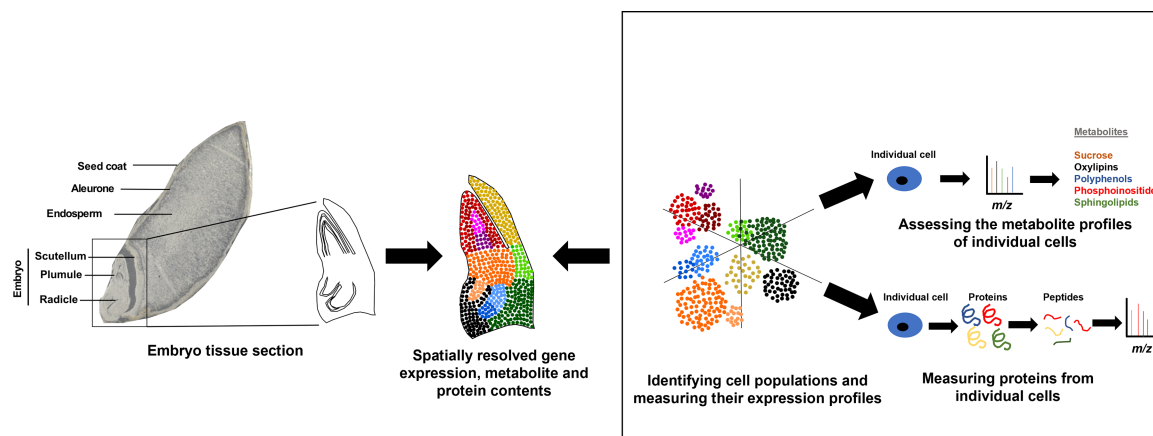 Seed coat
Aleurone
Endosperm
Embryo
Scutellum
Plumule
Radicle
Embryo tissue section
Spatially resolved gene
expression, metabolite and
protein contents
Identifying cell populations and
measuring their expression profiles
Individual cell
m/z
Metabolites
Sucrose
Oxylipins
Polyphenols
Phosphoinositide
Sphingolipids
Assessing the metabolite profiles
of individual cells
Individual cell
Proteins
Peptides
m/z
Measuring proteins from
individual cells